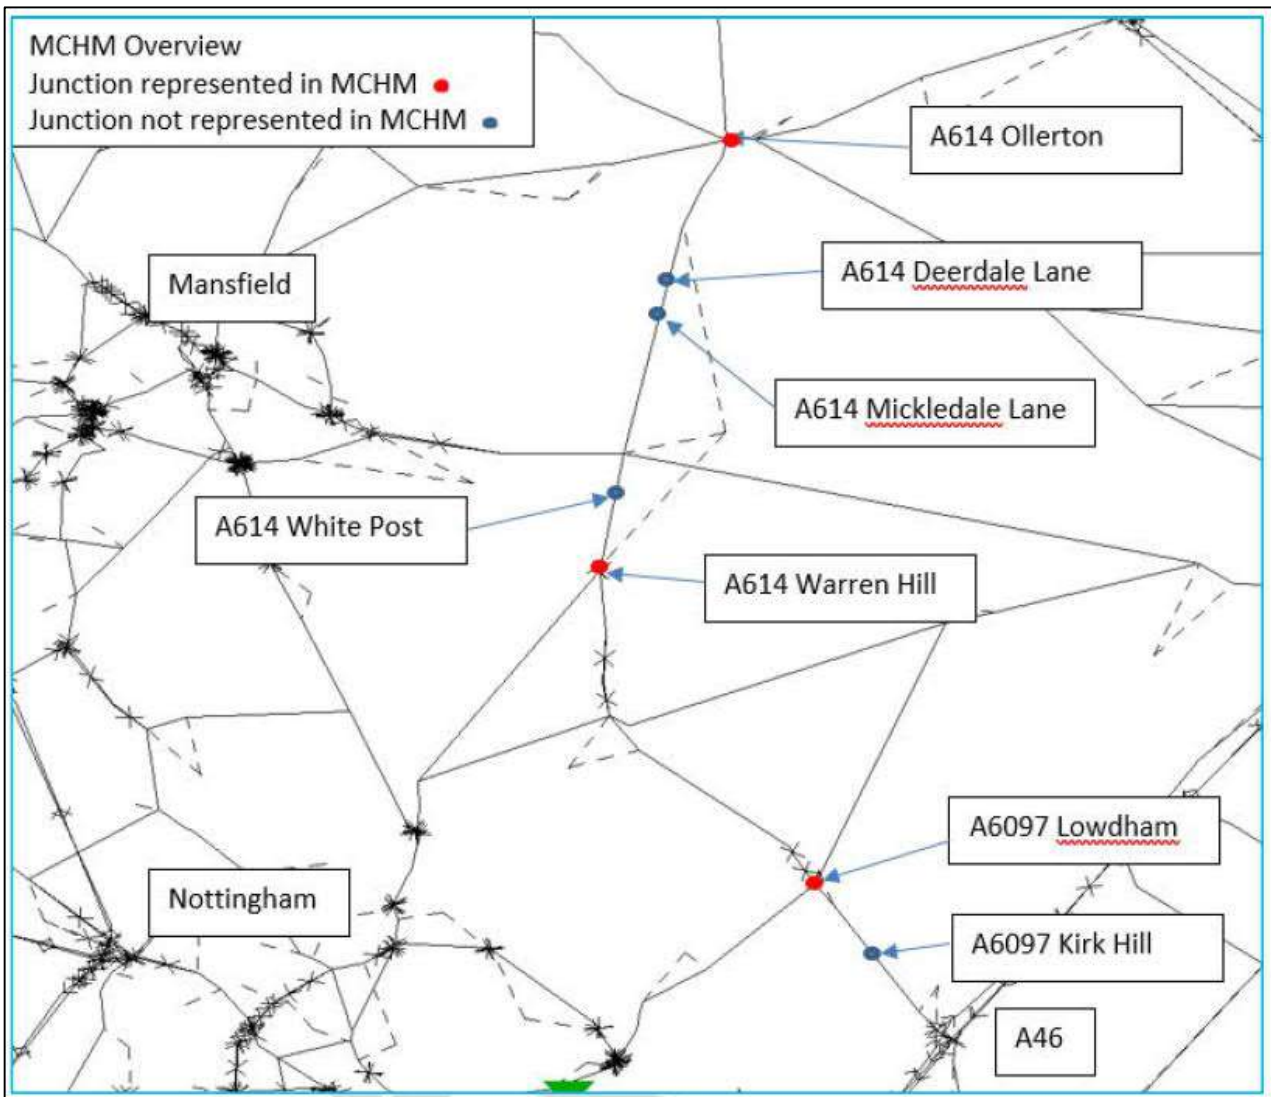 MCHM Overview
Junction represented in MCHM
Junction not represented in MCHM
A614 Ollerton
A614 Deerdale Lane
Mansfield
A614 Mickledale Lane
A614 White Post
A614 Warren Hill
A6097 Lowdham
Nottingham
A6097 Kirk Hill
A46